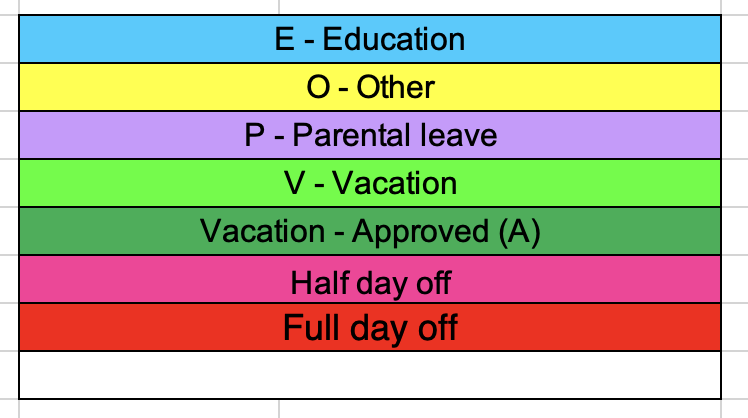 E - Education
O - Other
P - Parental leave
V - Vacation
Vacation - Approved (A)
Half day off
Full day off